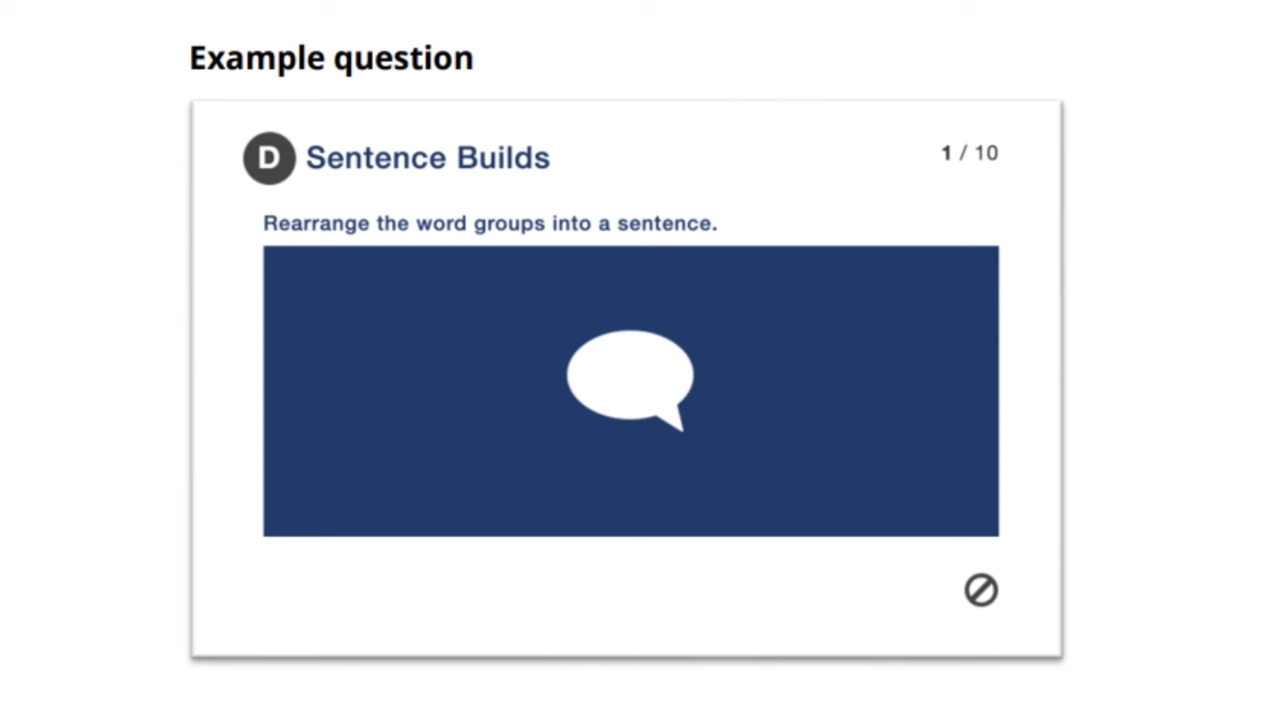 Example question
D Sentence Builds
1 / 10
Rearrange the word groups into a sentence.